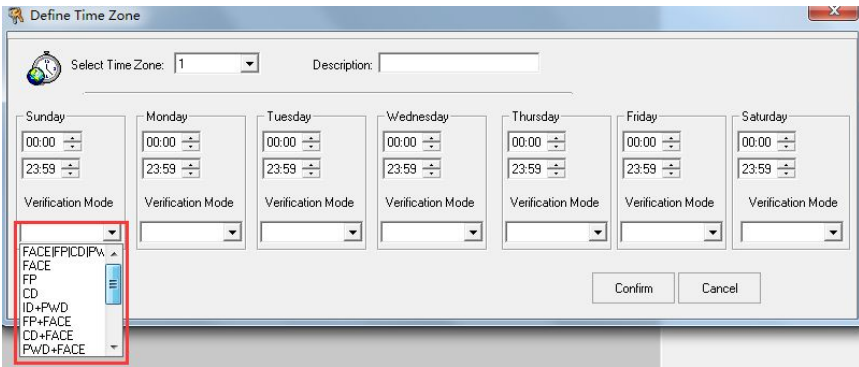 Define Time Zone
Select Time Zone: 1 Description:
Sunday Monday Tuesday Wednesday Thursday Friday Saturday
00:00 00:00 00:00 00:00 00:00 00:00 00:00
23:59 23:59 23:59 23:59 23:59 23:59 23:59
Verification Mode Verification Mode Verification Mode Verification Mode Verification Mode Verification Mode Verification Mode
FACE|FP|CD|PW
FACE
FP
CD
ID+PWD
FP+FACE
CD+FACE
PWD+FACE
Confirm Cancel